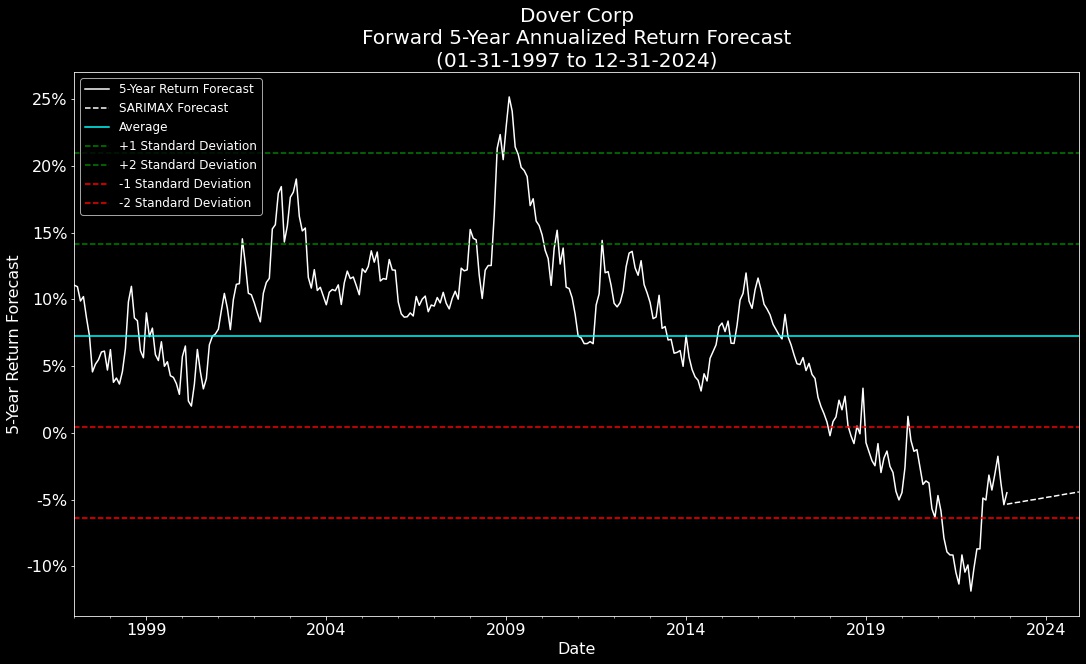 Dover Corp
Forward 5-Year Annualized Return Forecast
(01-31-1997 to 12-31-2024)
5-Year Return Forecast
SARIMAX Forecast
Average
+1 Standard Deviation
+2 Standard Deviation
-1 Standard Deviation
-2 Standard Deviation
25%
20%
15%
10%
5%
0%
-5%
-10%
5-Year Return Forecast
1999 2004 2009 2014 2019 2024
Date